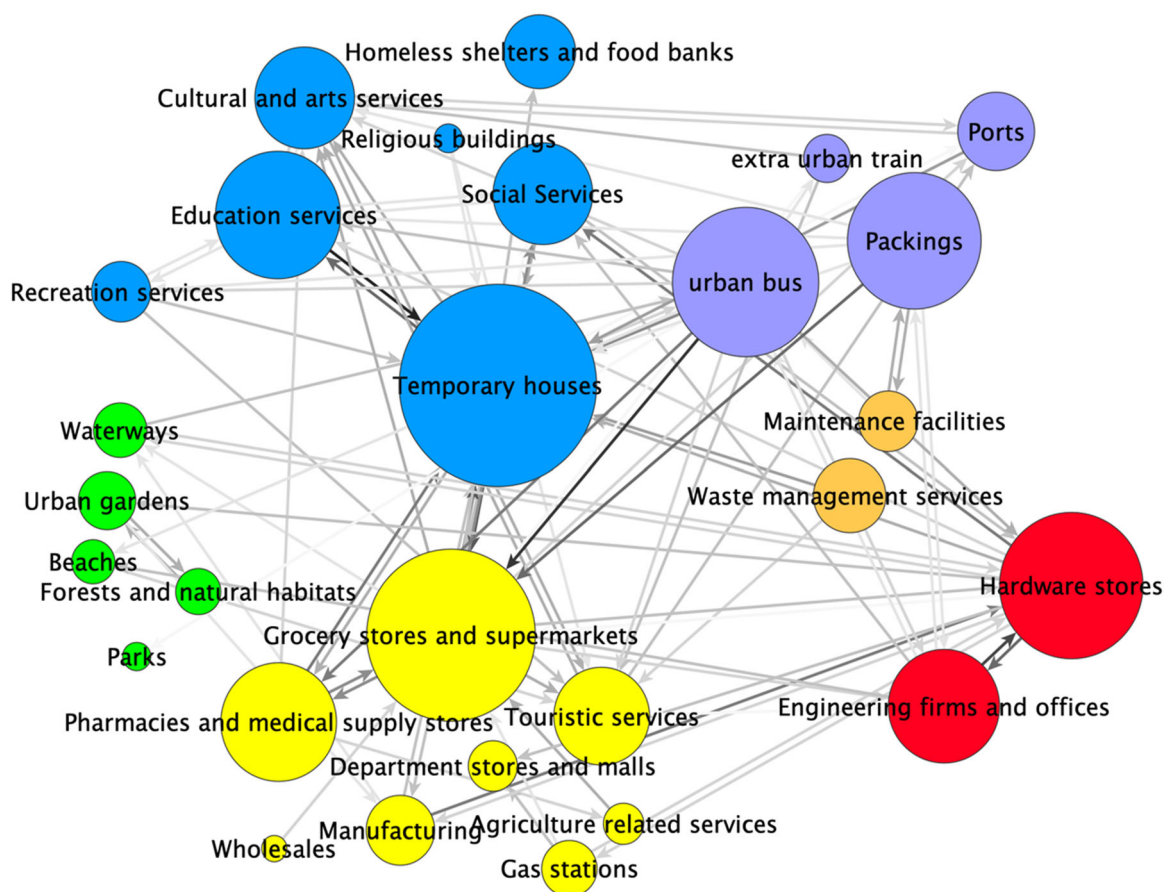 Homeless shelters and food banks
Cultural and arts services
Religious buildings
Ports
extra urban train
Social Services
Education services
Packings
urban bus
Recreation services
Temporary houses
Maintenance facilities
Waterways
Waste management services
Urban gardens
Beaches
Forests and natural habitats
Hardware stores
Grocery stores and supermarkets
Parks
Engineering firms and offices
Pharmacies and medical supply stores
Touristic services
Department stores and malls
Agriculture related services
Manufacturing
Wholesales
Gas stations